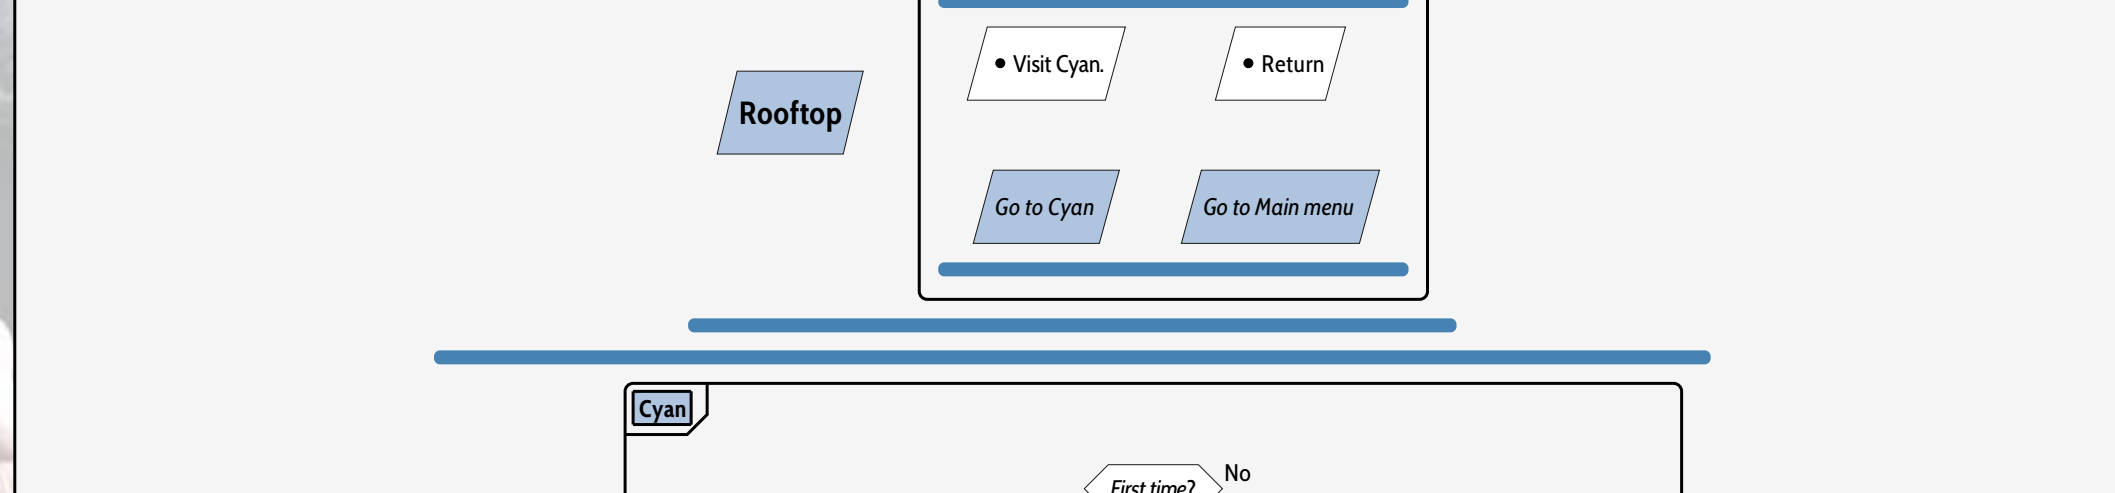 • Visit Cyan.
• Return
Rooftop
Go to Cyan
Go to Main menu
Cyan
No
First time?